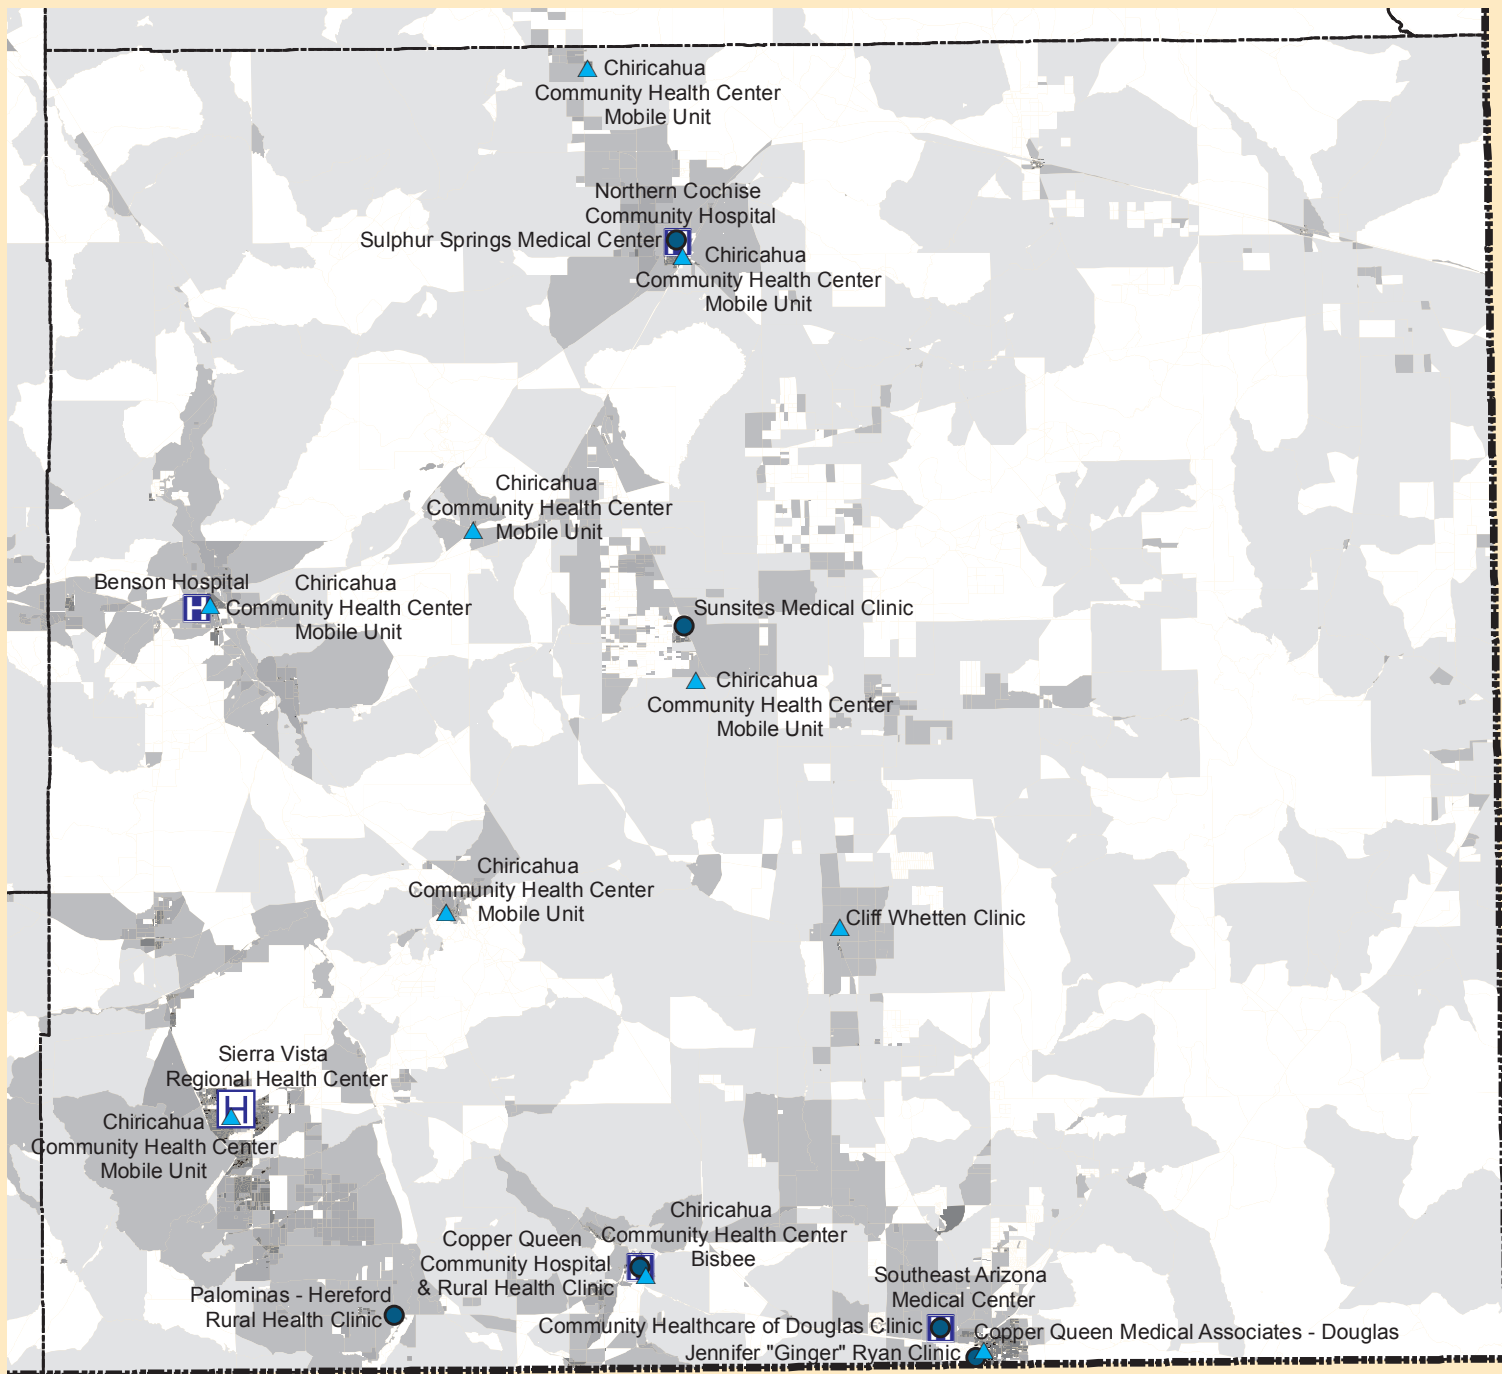 Chiricahua
Community Health Center
Mobile Unit
Northern Cochise
Community Hospital
Sulphur Springs Medical Center
H
Chiricahua
Community Health Center
Mobile Unit
Chiricahua
Community Health Center
Mobile Unit
Benson Hospital
H
Chiricahua
Community Health Center
Mobile Unit
Sunsites Medical Clinic
Chiricahua
Community Health Center
Mobile Unit
Chiricahua
Community Health Center
Mobile Unit
Cliff Whetten Clinic
Sierra Vista
Regional Health Center
H
Chiricahua
Community Health Center
Mobile Unit
Chiricahua
Community Health Center
Bisbee
Copper Queen
Community Hospital
& Rural Health Clinic
Palominas - Hereford
Rural Health Clinic
Southeast Arizona
Medical Center
Community Healthcare of Douglas Clinic
Copper Queen Medical Associates - Douglas
Jennifer "Ginger" Ryan Clinic